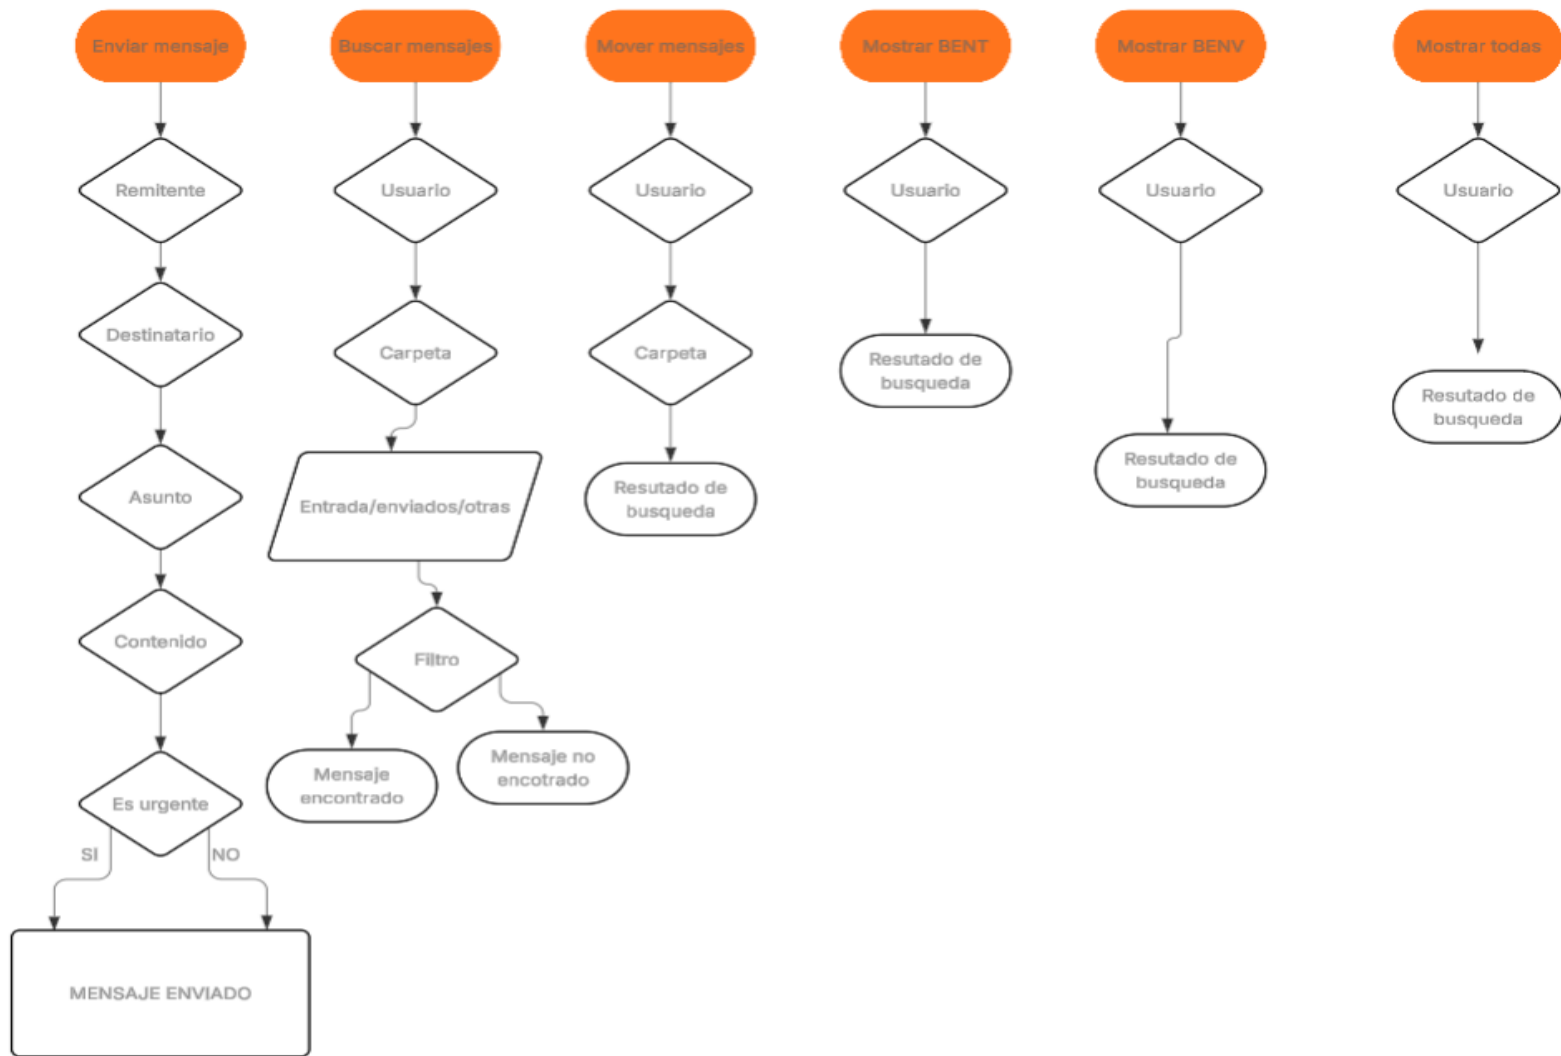 Enviar mensaje
Buscar mensajes
Mover mensajes
Mostrar BENT
Mostrar BENV
Mostrar todas
Remitente
Usuario
Usuario
Usuario
Usuario
Usuario
Destinatario
Carpeta
Carpeta
Resutado de
busqueda
Resutado de
busqueda
Resutado de
busqueda
Asunto
Entrada/enviados/otras
Resutado de
busqueda
Contenido
Filtro
Mensaje
encontrado
Mensaje no
encotrado
Es urgente
SI
NO
MENSAJE ENVIADO